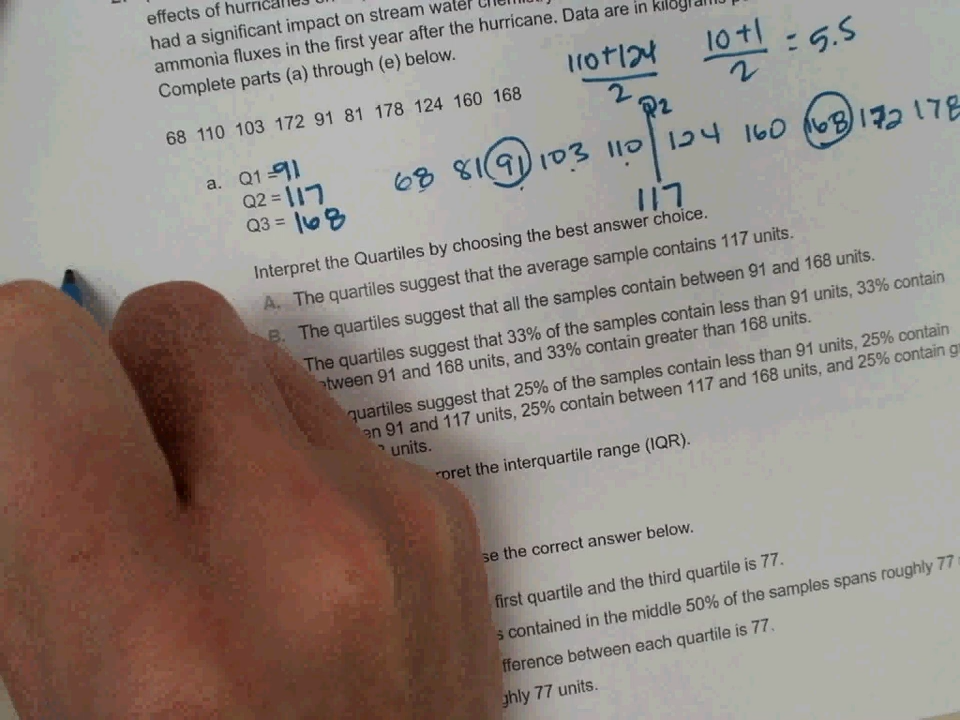 effects of hurricanes
had a significant impact on stream water
ammonia fluxes in the first year after the hurricane. Data are in kilograms
Complete parts (a) through (e) below.
110+124
2
10+1
2
= 5.5
68 110 103 172 91 81 178 124 160 168
Q2
68 81 91 103 110 124 160 168 172 178
117
a. Q1 = 91
Q2 = 117
Q3 = 168
Interpret the Quartiles by choosing the best answer choice.
A. The quartiles suggest that the average sample contains 117 units.
B. The quartiles suggest that all the samples contain between 91 and 168 units.
The quartiles suggest that 33% of the samples contain less than 91 units, 33% contain
between 91 and 168 units, and 33% contain greater than 168 units.
quartiles suggest that 25% of the samples contain less than 91 units, 25% contain
91 and 117 units, 25% contain between 117 and 168 units, and 25% contain
units.
the interquartile range (IQR).
the correct answer below.
first quartile and the third quartile is 77.
contained in the middle 50% of the samples spans roughly 77
between each quartile is 77.
77 units.